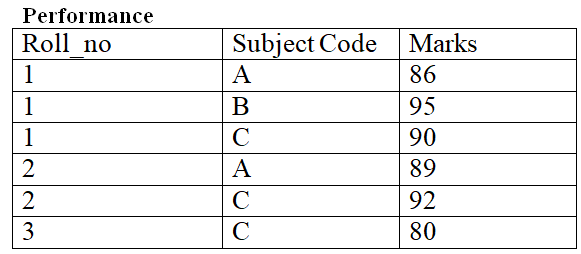 Performance
Roll_no Subject Code Marks
1 A 86
1 B 95
1 C 90
2 A 89
2 C 92
3 C 80